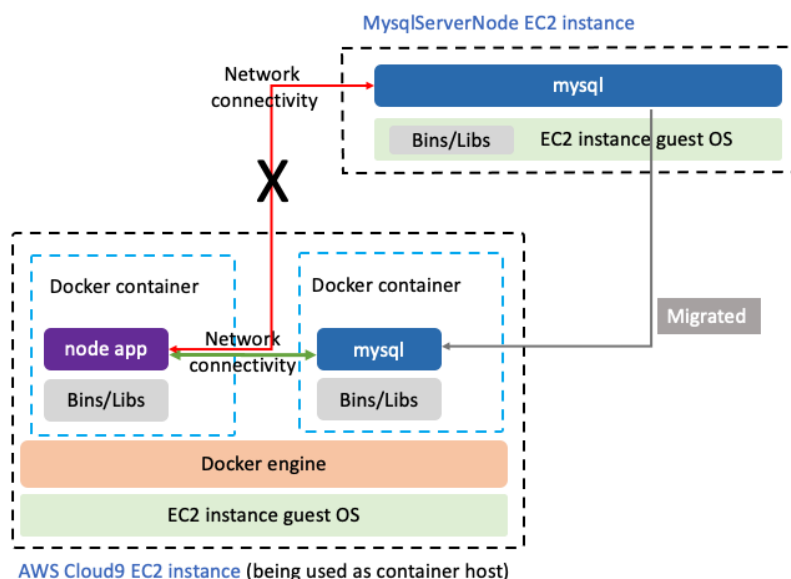 MysqlServerNode EC2 instance
Network
connectivity
mysql
Bins/Libs
EC2 instance guest OS
X
Docker container
Docker container
Migrated
node app
Network
connectivity
mysql
Bins/Libs
Bins/Libs
Docker engine
EC2 instance guest OS
AWS Cloud9 EC2 instance (being used as container host)